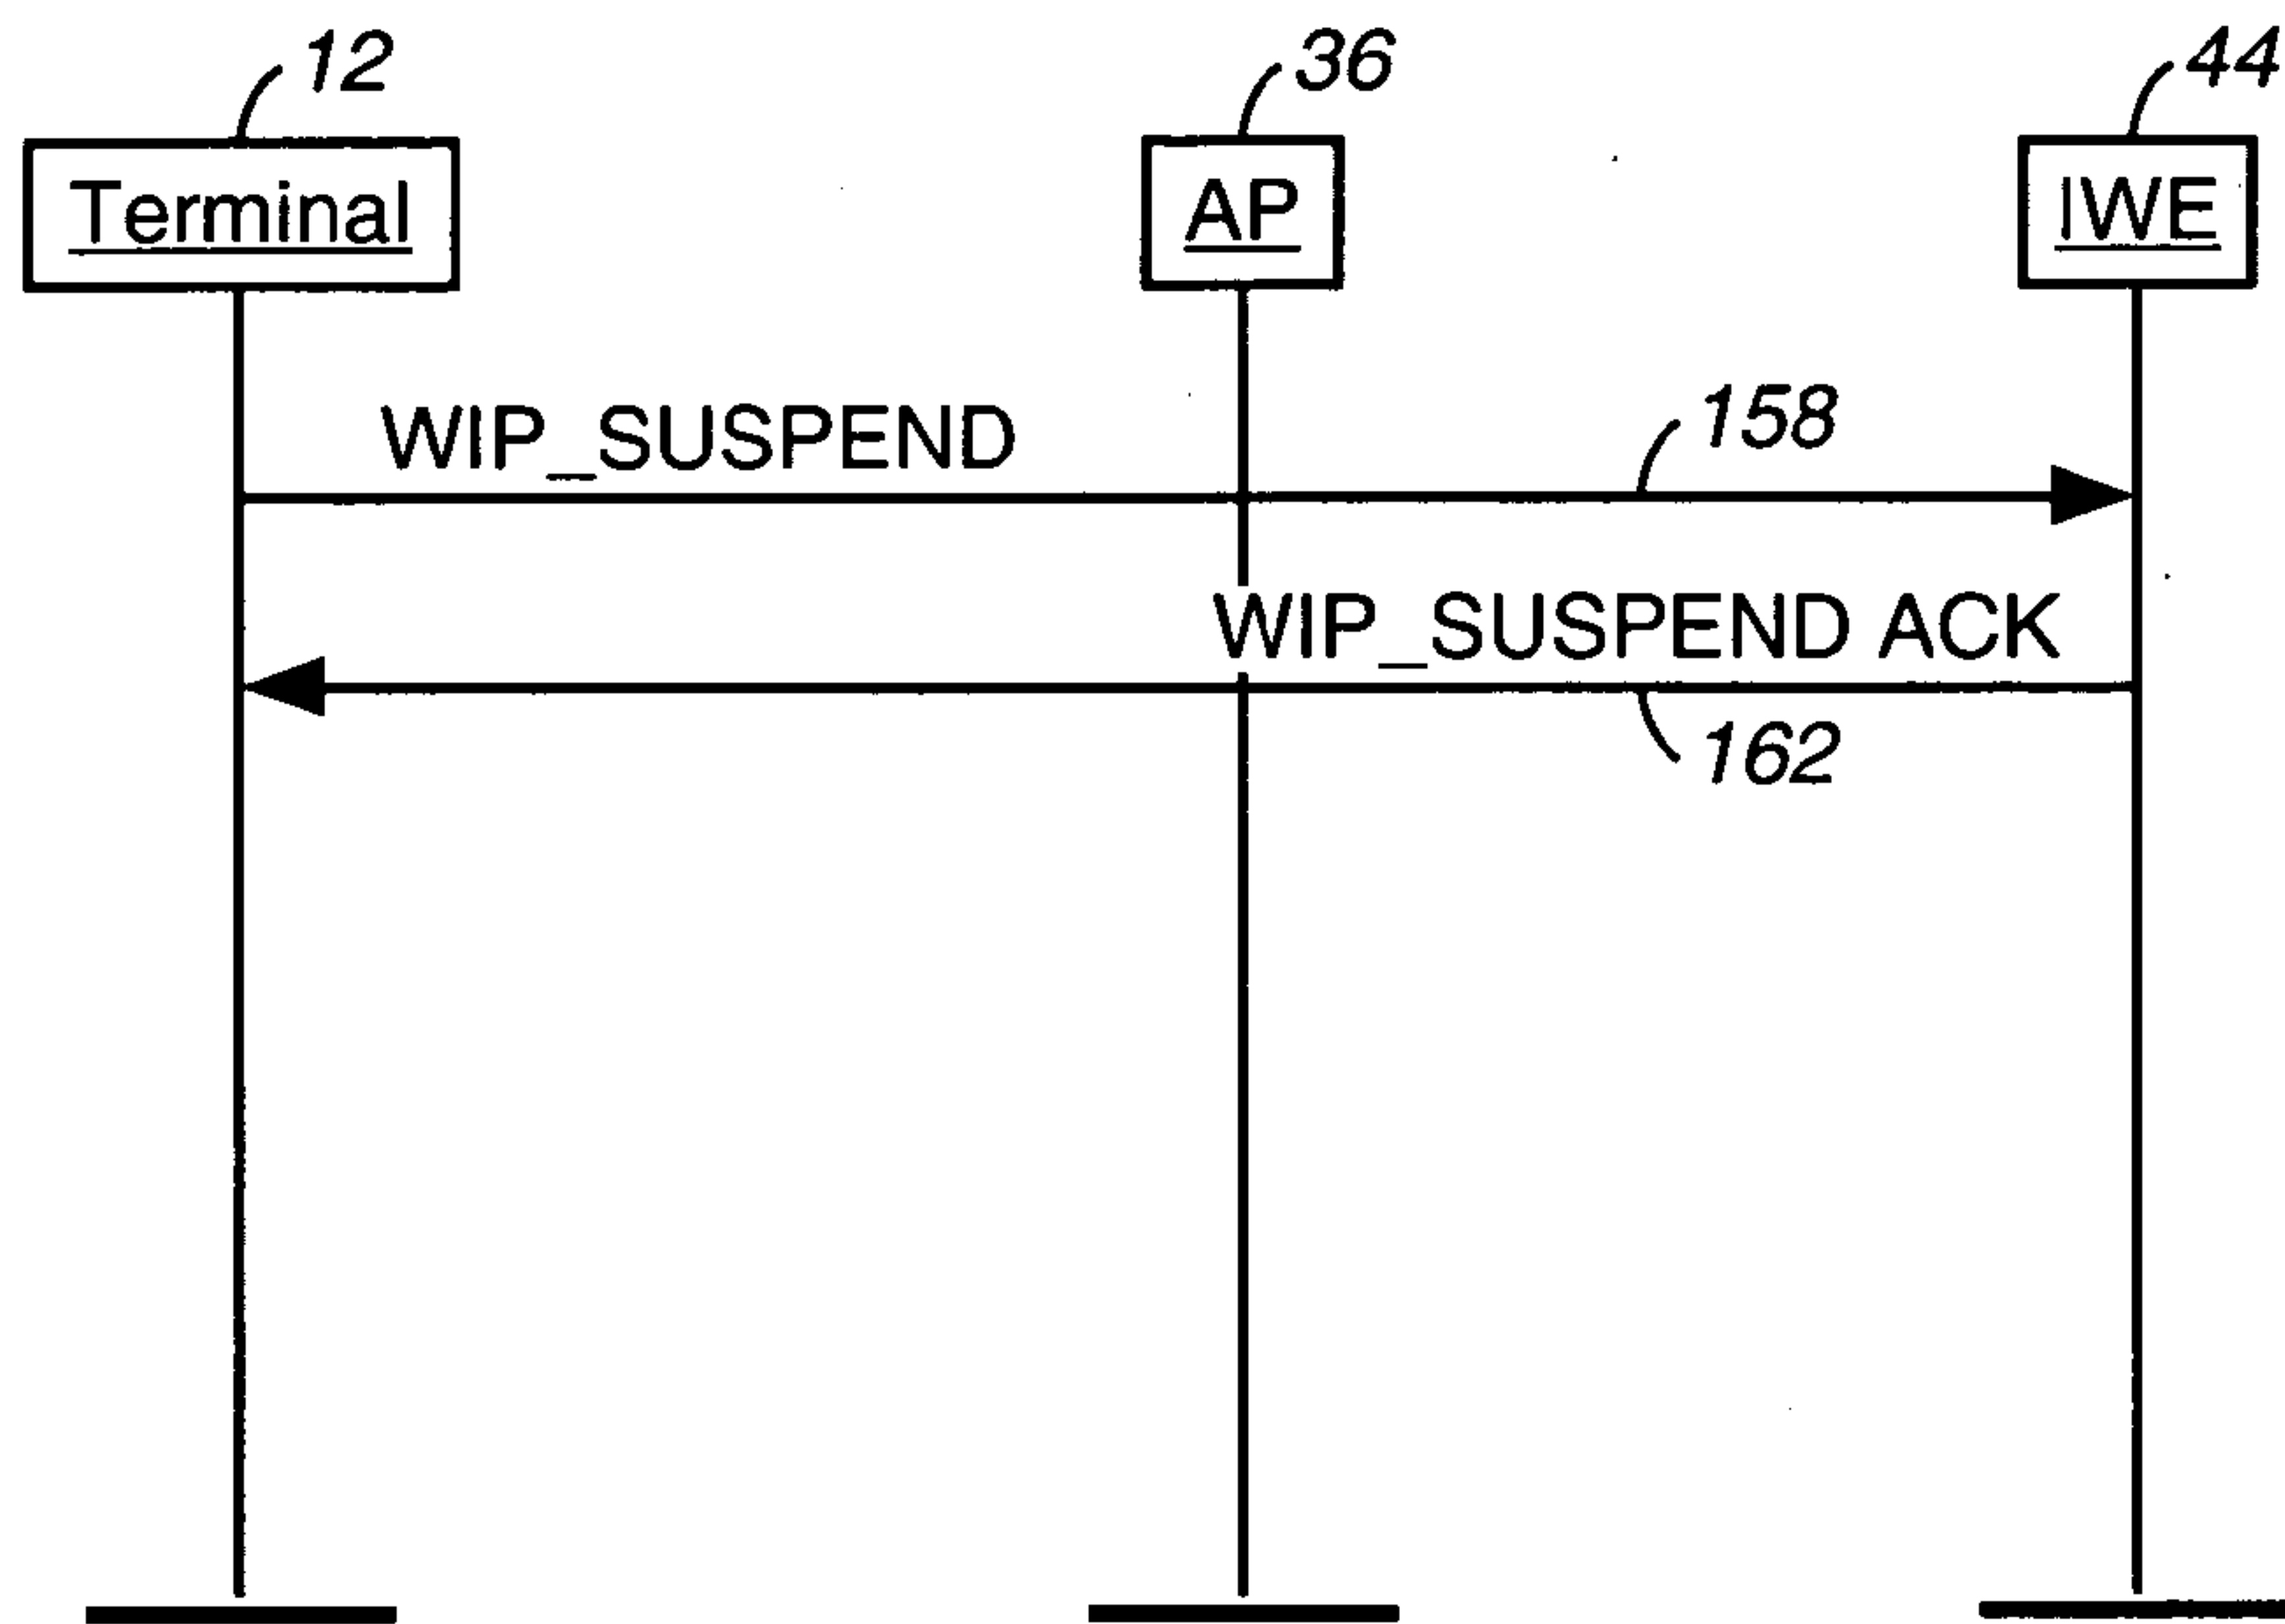 12 36 44
Terminal AP IWE
WIP_SUSPEND 158
WIP_SUSPEND ACK
162